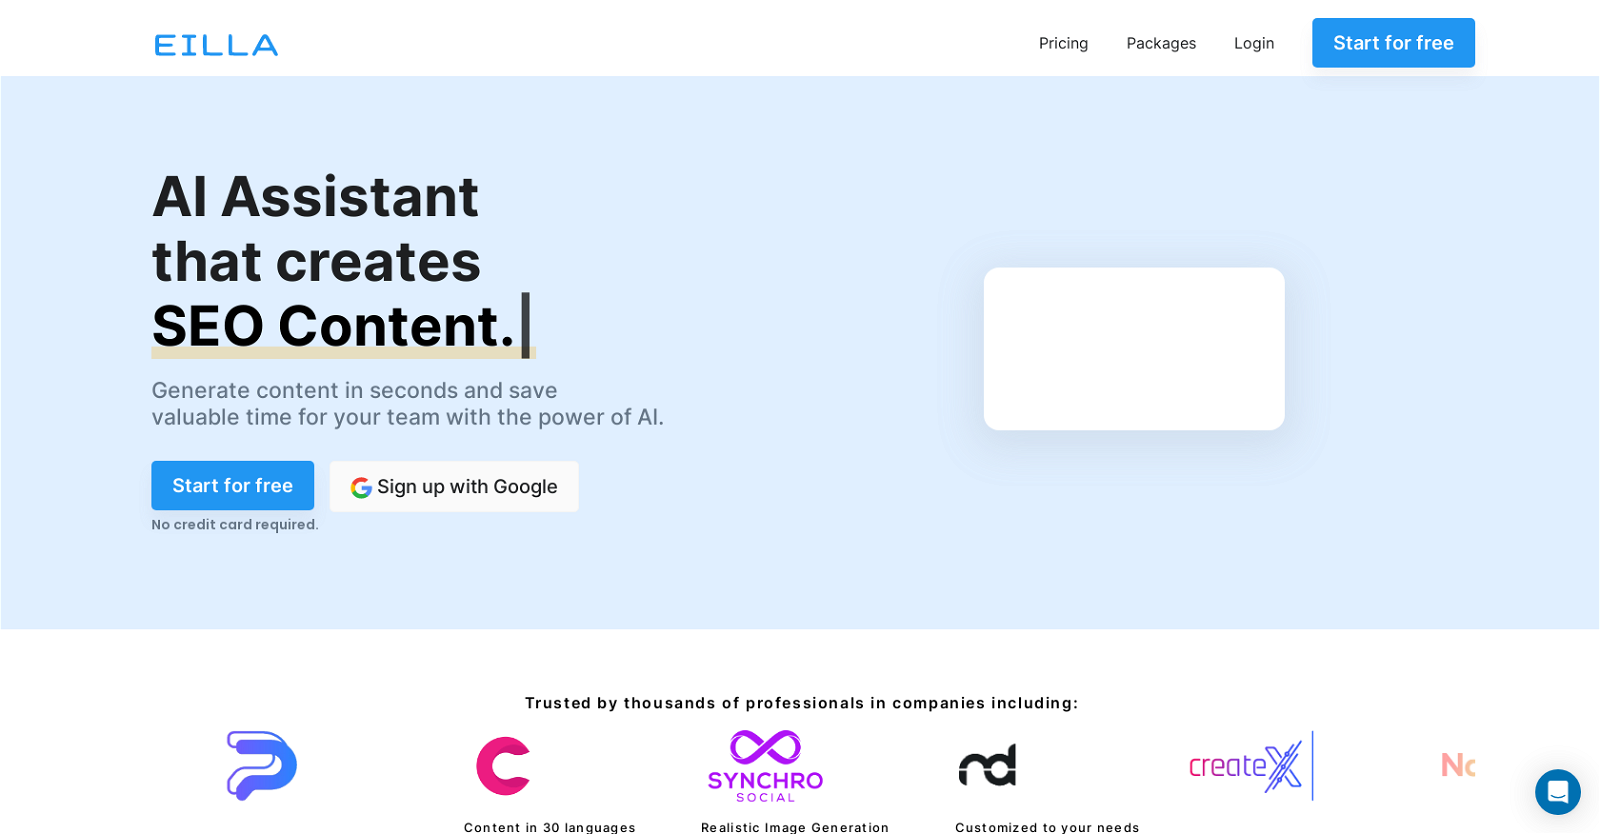 EILLA
Pricing
Packages
Login
Start for free
AI Assistant
that creates
SEO Content.
Generate content in seconds and save
valuable time for your team with the power of AI.
Start for free
Sign up with Google
No credit card required.
Trusted by thousands of professionals in companies including:
SYNCHRO
SOCIAL
nd
createX
No
Content in 30 languages
Realistic Image Generation
Customized to your needs